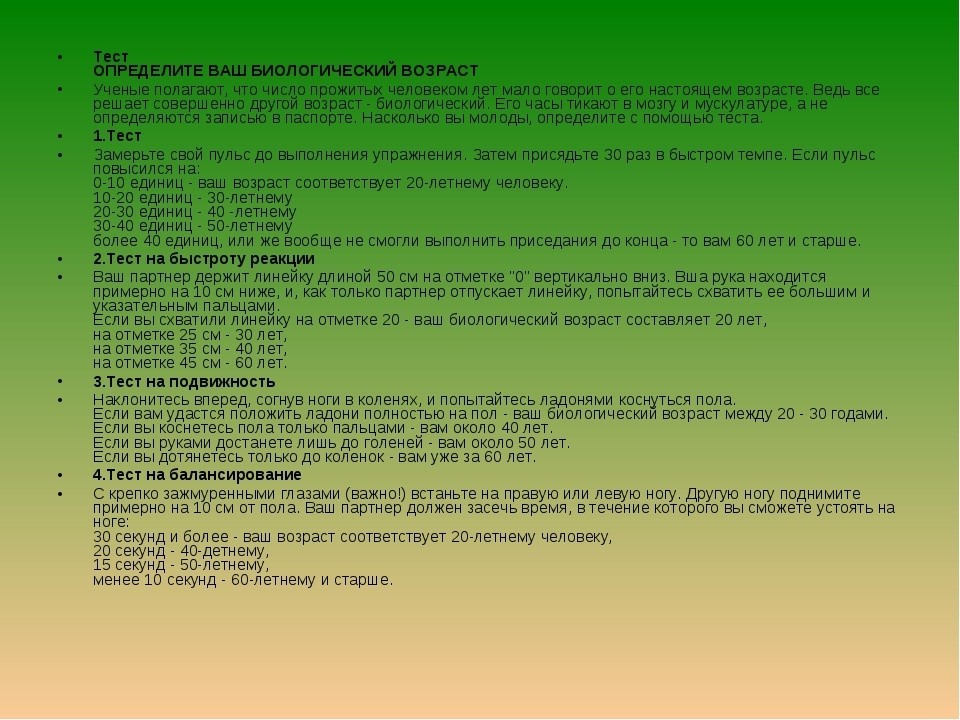 • Тест
ОПРЕДЕЛИТЕ ВАШ БИОЛОГИЧЕСКИЙ ВОЗРАСТ
• Ученые полагают, что число прожитых человеком лет мало говорит о его настоящем возрасте. Ведь все
решает совершенно другой возраст - биологический. Его часы тикают в мозгу и мускулатуре, а не
определяются записью в паспорте. Насколько вы молоды, определите с помощью теста.
• 1.Тест
• Замерьте свой пульс до выполнения упражнения. Затем присядьте 30 раз в быстром темпе. Если пульс
повысился на:
0-10 единиц - ваш возраст соответствует 20-летнему человеку.
10-20 единиц - 30-летнему
20-30 единиц - 40 -летнему
30-40 единиц - 50-летнему
более 40 единиц, или же вообще не смогли выполнить приседания до конца - то вам 60 лет и старше.
• 2.Тест на быстроту реакции
• Ваш партнер держит линейку длиной 50 см на отметке "0" вертикально вниз. Вша рука находится
примерно на 10 см ниже, и, как только партнер отпускает линейку, попытайтесь схватить ее большим и
указательным пальцами.
Если вы схватили линейку на отметке 20 - ваш биологический возраст составляет 20 лет,
на отметке 25 см - 30 лет,
на отметке 35 см - 40 лет,
на отметке 45 см - 60 лет.
• 3.Тест на подвижность
• Наклонитесь вперед, согнув ноги в коленях, и попытайтесь ладонями коснуться пола.
Если вам удастся положить ладони полностью на пол - ваш биологический возраст между 20 - 30 годами.
Если вы коснетесь пола только пальцами - вам около 40 лет.
Если вы руками достанете лишь до голеней - вам около 50 лет.
Если вы дотянетесь только до коленок - вам уже за 60 лет.
• 4.Тест на балансирование
• С крепко зажмуренными глазами (важно!) встаньте на правую или левую ногу. Другую ногу поднимите
примерно на 10 см от пола. Ваш партнер должен засечь время, в течение которого вы сможете устоять на
ноге:
30 секунд и более - ваш возраст соответствует 20-летнему человеку,
20 секунд - 40-детнему,
15 секунд - 50-летнему,
менее 10 секунд - 60-летнему и старше.